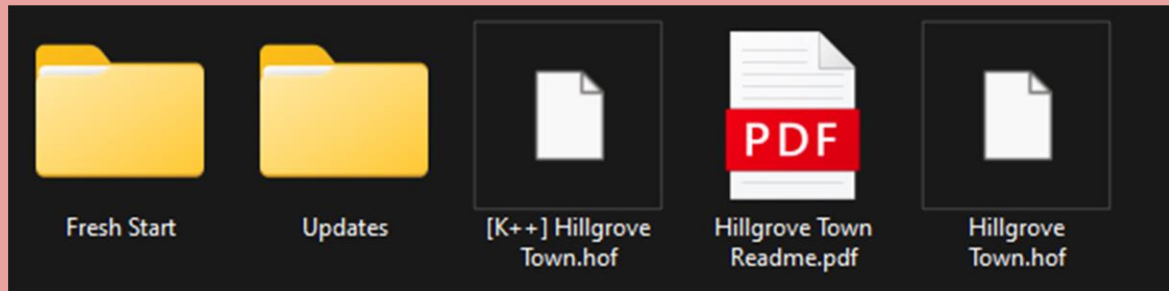 Fresh Start
Updates
[K++] Hillgrove
Town.hof
PDF
Hillgrove Town
Readme.pdf
Hillgrove
Town.hof